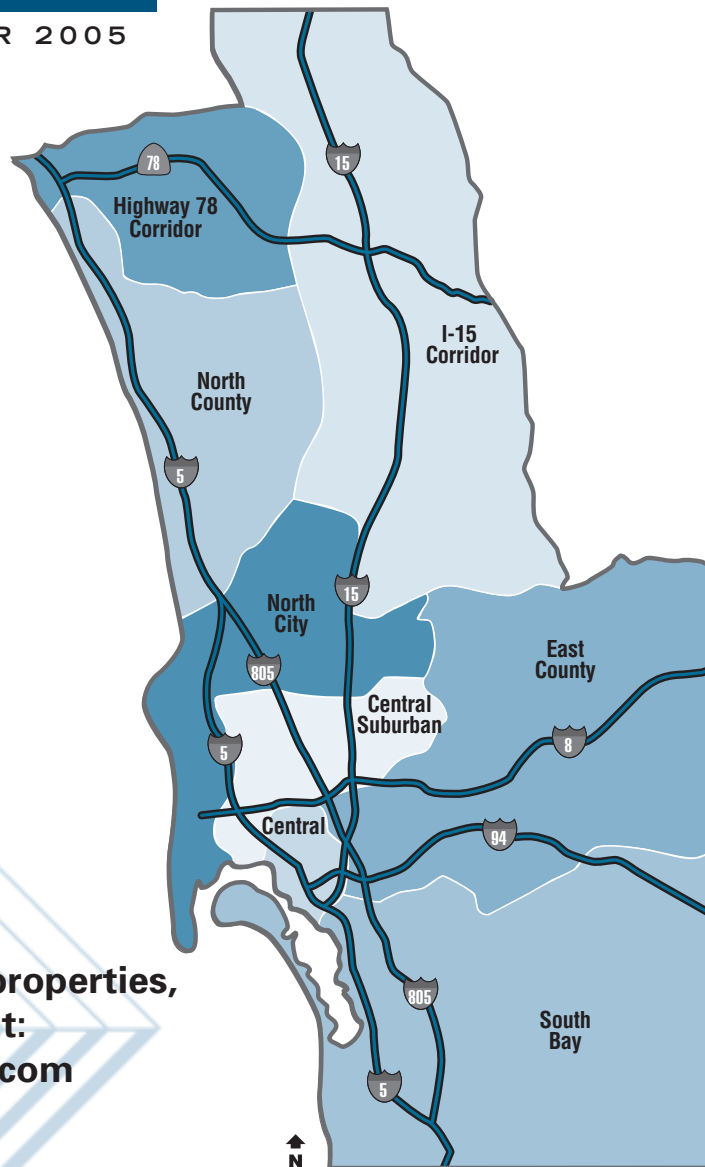 R 2005
78
15
Highway 78
Corridor
I-15
Corridor
North
County
5
15
North
City
805
East
County
Central
Suburban
5
8
Central
94
properties,
t:
com
805
South
Bay
5
N